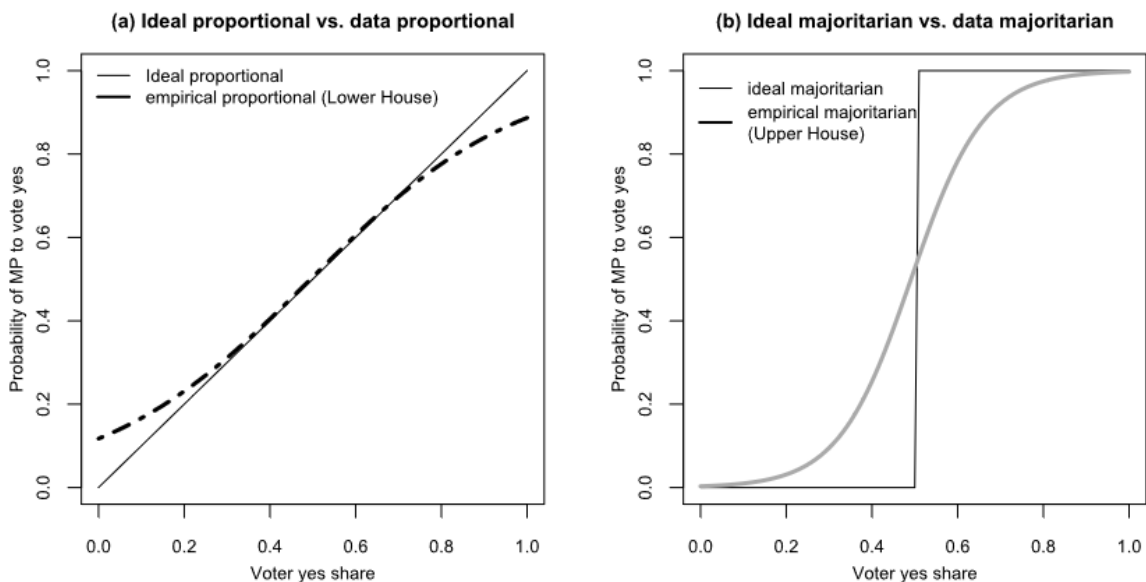 (a) Ideal proportional vs. data proportional
Ideal proportional
empirical proportional (Lower House)
Probability of MP to vote yes
1.0
0.8
0.6
0.4
0.2
0.0
0.0 0.2 0.4 0.6 0.8 1.0
Voter yes share
(b) Ideal majoritarian vs. data majoritarian
ideal majoritarian
empirical majoritarian
(Upper House)
Probability of MP to vote yes
1.0
0.8
0.6
0.4
0.2
0.0
0.0 0.2 0.4 0.6 0.8 1.0
Voter yes share